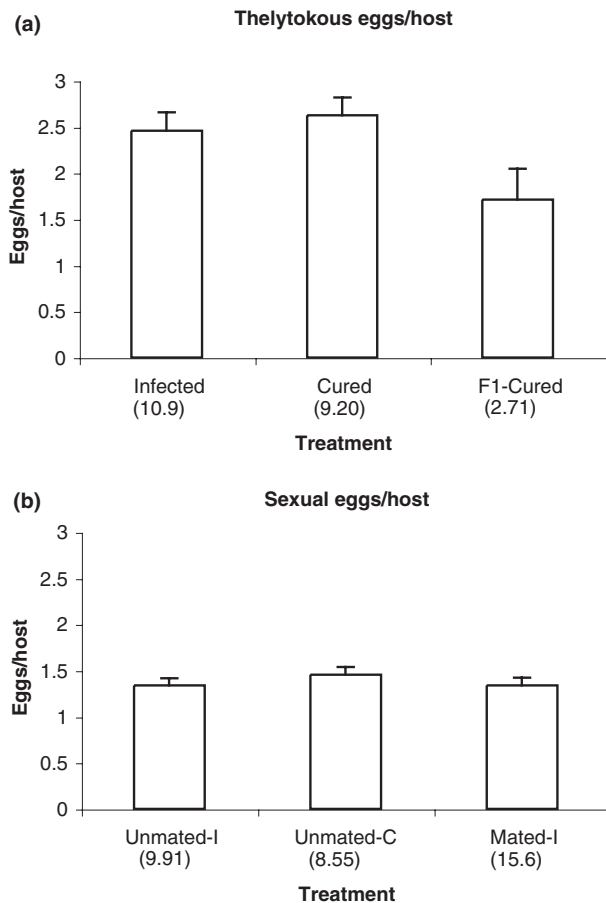 (a)
Thelytokous eggs/host
3
2.5
2
1.5
1
0.5
0
Eggs/host
Infected
(10.9)
Cured
(9.20)
F1-Cured
(2.71)
Treatment
(b)
Sexual eggs/host
3
2.5
2
1.5
1
0.5
0
Eggs/host
Unmated-I
(9.91)
Unmated-C
(8.55)
Mated-I
(15.6)
Treatment